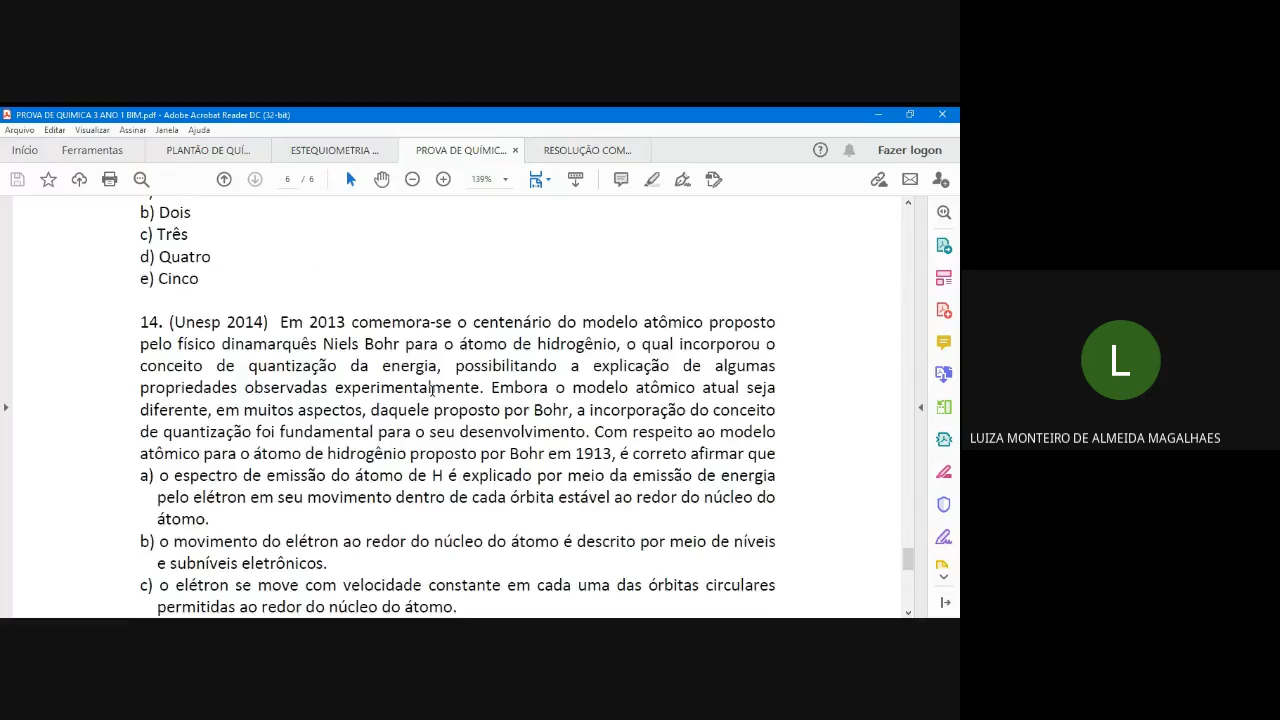 PROVA DE QUIMICA 3 ANO 1 BIM.pdf - Adobe Acrobat Reader DC (32-bit)
Arquivo Editar Visualizar Assinar Janela Ajuda
Início Ferramentas PLANTÃO DE QUÍ... ESTEQUIOMETRIA ... PROVA DE QUÍMIC... × RESOLUÇÃO COM... Fazer logon
6 / 6 139%
b) Dois
c) Três
d) Quatro
e) Cinco
14. (Unesp 2014) Em 2013 comemora-se o centenário do modelo atômico proposto
pelo físico dinamarquês Niels Bohr para o átomo de hidrogênio, o qual incorporou o
conceito de quantização da energia, possibilitando a explicação de algumas
propriedades observadas experimentalmente. Embora o modelo atômico atual seja
diferente, em muitos aspectos, daquele proposto por Bohr, a incorporação do conceito
de quantização foi fundamental para o seu desenvolvimento. Com respeito ao modelo
atômico para o átomo de hidrogênio proposto por Bohr em 1913, é correto afirmar que
a) o espectro de emissão do átomo de H é explicado por meio da emissão de energia
pelo elétron em seu movimento dentro de cada órbita estável ao redor do núcleo do
átomo.
b) o movimento do elétron ao redor do núcleo do átomo é descrito por meio de níveis
e subníveis eletrônicos.
c) o elétron se move com velocidade constante em cada uma das órbitas circulares
permitidas ao redor do núcleo do átomo.
L
LUIZA MONTEIRO DE ALMEIDA MAGALHAES